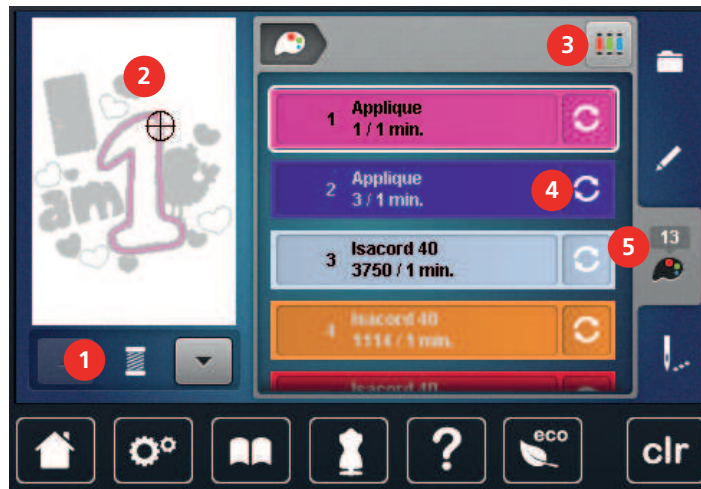 2
3
1 Applique
1 / 1 min.
am 1
2 Applique
3 / 1 min.
4
5
13
3 Isacord 40
3750 / 1 min.
4 Isacord 40
1114 / 1 min.
1
Isacord 40
?
eco
clr